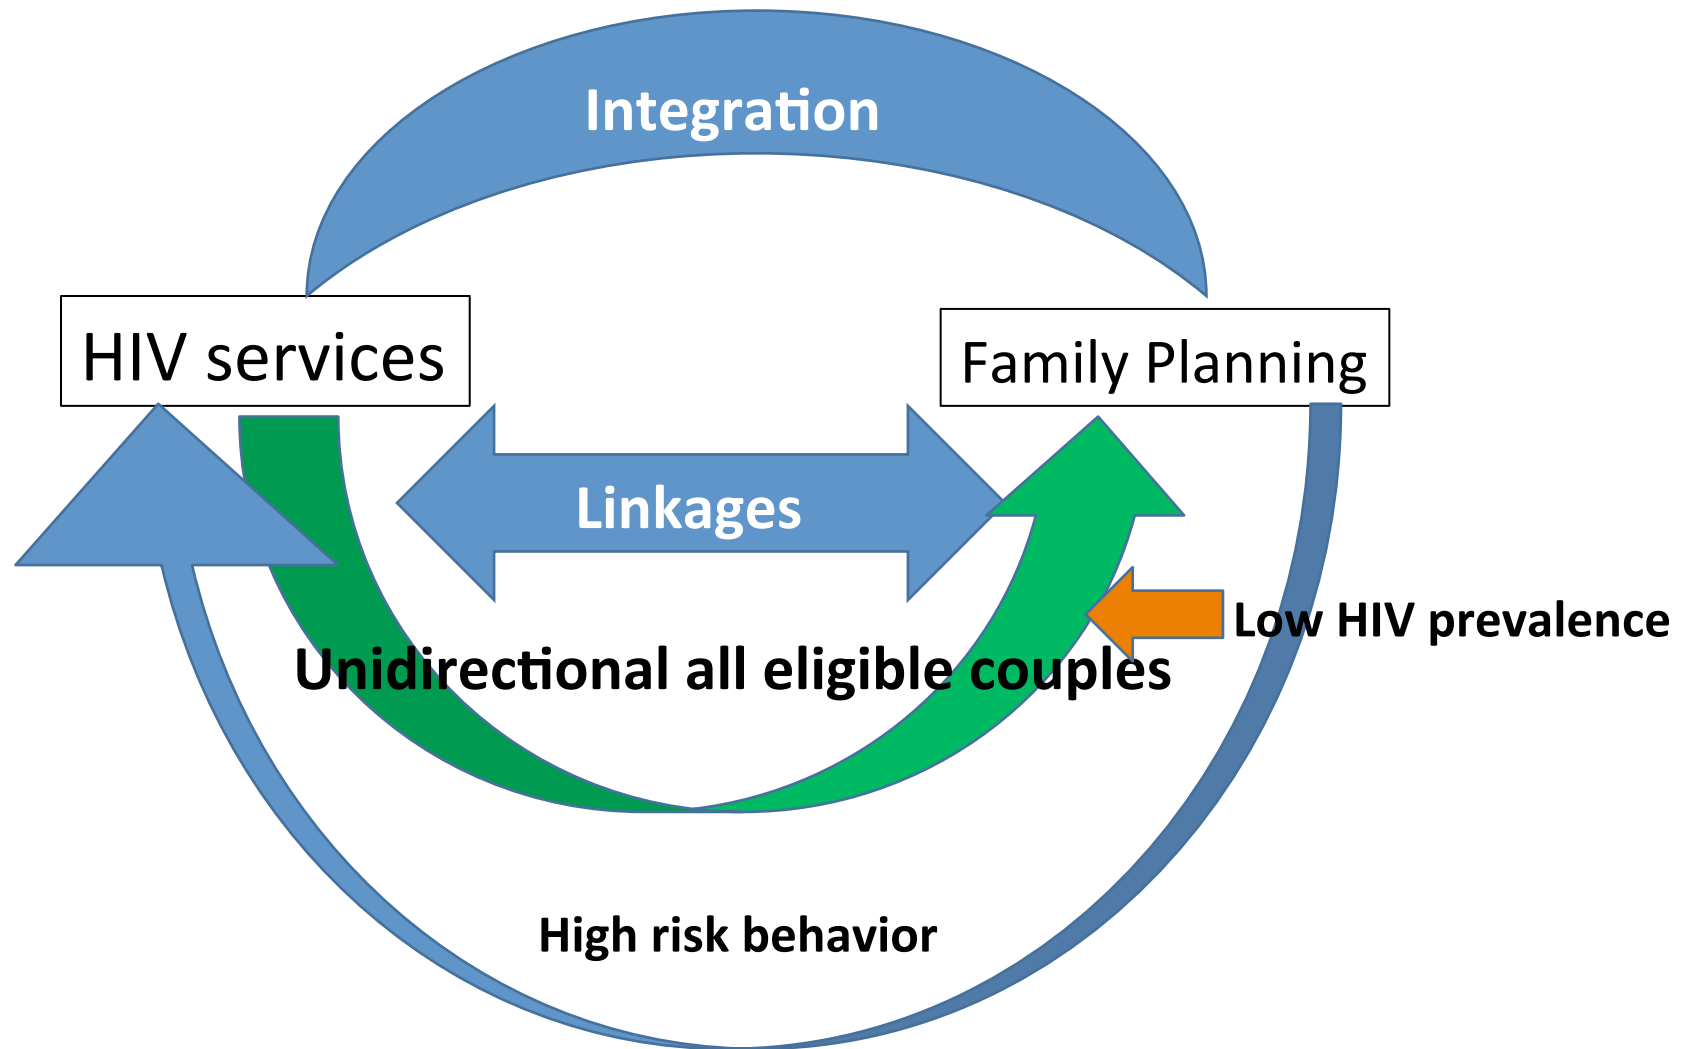 Integration
HIV services
Family Planning
Linkages
Low HIV prevalence
Unidirectional all eligible couples
High risk behavior